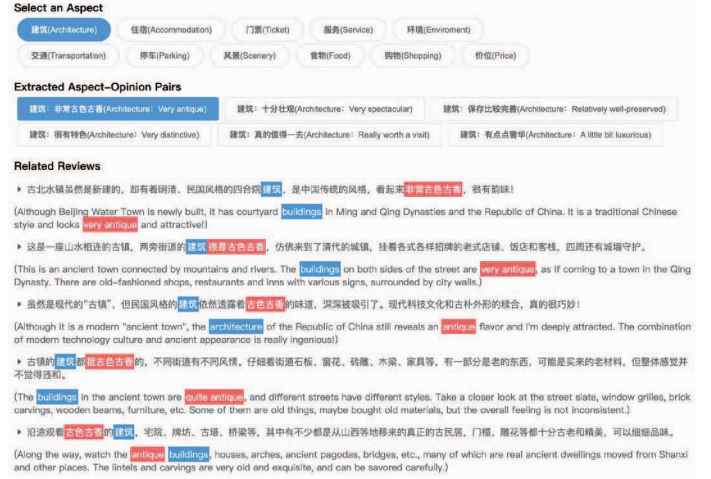 Select an Aspect
建筑(Architecture) 住宿(Accommodation) 门票(Ticket) 服务(Service) 环境(Enviroment)
交通(Transportation) 停车(Parking) 风景(Scenery) 食物(Food) 购物(Shopping) 价位(Price)
Extracted Aspect-Opinion Pairs
建筑：非常古色古香(Architecture：Very antique) 建筑：十分壮观(Architecture：Very spectacular) 建筑：保存比较完善(Architecture：Relatively well-preserved)
建筑：很有特色(Architecture：Very distinctive) 建筑：真的值得一去(Architecture：Really worth a visit) 建筑：有点点奢华(Architecture：A little bit luxurious)
Related Reviews
古北水镇虽然是新建的，却有着明清、民国风格的四合院建筑，是中国传统的风格，看起来非常古色古香，很有韵味！
(Although Beijing Water Town is newly built, it has courtyard buildings in Ming and Qing Dynasties and the Republic of China. It is a traditional Chinese
style and looks very antique and attractive!)
这是一座山水相连的古镇，两旁街道的建筑很是古色古香，仿佛来到了清代的城镇，挂着各式各样招牌的老式店铺、饭店和客栈，四周还有城墙守护。
(This is an ancient town connected by mountains and rivers. The buildings on both sides of the street are very antique, as if coming to a town in the Qing
Dynasty. There are old-fashioned shops, restaurants and inns with various signs, surrounded by city walls.)
虽然是现代的“古镇”，但民国风格的建筑依然透露着古色古香的味道，深深被吸引了。现代科技文化和古朴外形的糅合，真的很巧妙！
(Although it is a modern "ancient town", the architecture of the Republic of China still reveals an antique flavor and I'm deeply attracted. The combination
of modern technology culture and ancient appearance is really ingenious!)
古镇的建筑都挺古色古香的，不同街道有不同风情。仔细看着街道石板、窗花、砖雕、木梁、家具等，有一部分是老的东西，可能是买来的老材料，但整体感觉并
不觉得违和。
(The buildings in the ancient town are quite antique, and different streets have different styles. Take a closer look at the street slate, window grilles, brick
carvings, wooden beams, furniture, etc. Some of them are old things, maybe bought old materials, but the overall feeling is not inconsistent.)
沿途观看古色古香的建筑，宅院、牌坊、古塔、桥梁等，其中有不少都是从山西等地移来的真正的古民居，门楣、雕花等都十分古老和精美，可以细细品味。
(Along the way, watch the antique buildings, houses, arches, ancient pagodas, bridges, etc., many of which are real ancient dwellings moved from Shanxi
and other places. The lintels and carvings are very old and exquisite, and can be savored carefully.)